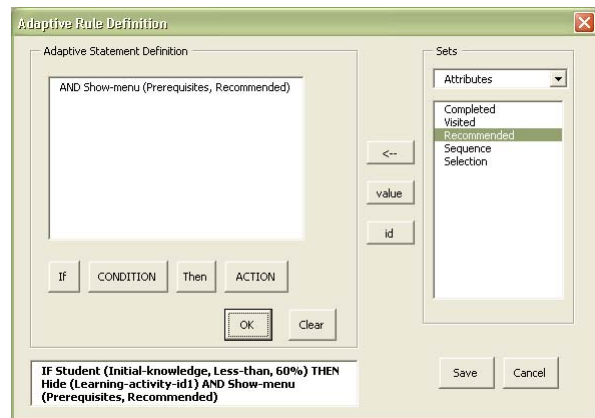 Adaptive Rule Definition
Adaptive Statement Definition
AND Show-menu (Prerequisites, Recommended)
If
CONDITION
Then
ACTION
OK
Clear
<--
value
id
Sets
Attributes
Completed
Visited
Recommended
Sequence
Selection
IF Student (Initial-knowledge, Less-than, 60%) THEN
Hide (Learning-activity-id1) AND Show-menu
(Prerequisites, Recommended)
Save
Cancel